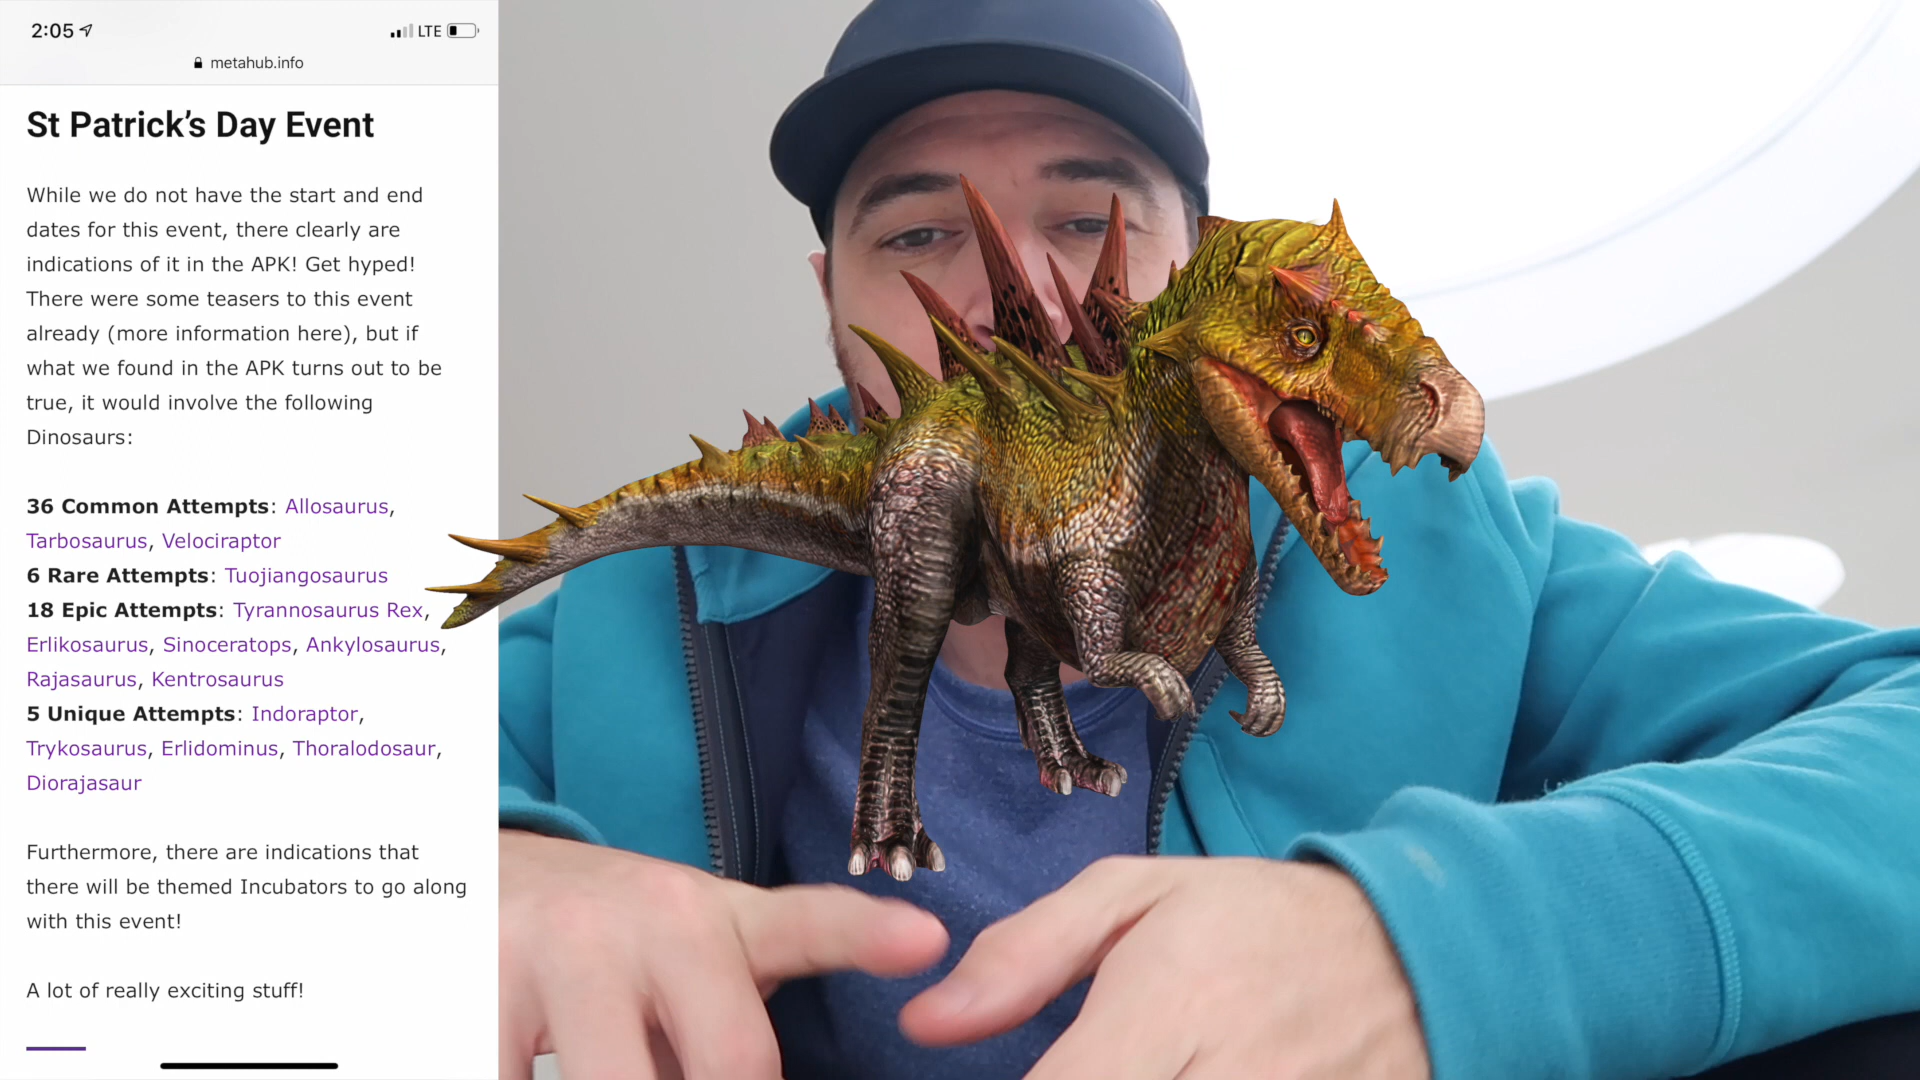 2:05 LTE
metahub.info
St Patrick’s Day Event
While we do not have the start and end
dates for this event, there clearly are
indications of it in the APK! Get hyped!
There were some teasers to this event
already (more information here), but if
what we found in the APK turns out to be
true, it would involve the following
Dinosaurs:
36 Common Attempts: Allosaurus,
Tarbosaurus, Velociraptor
6 Rare Attempts: Tuojiangosaurus
18 Epic Attempts: Tyrannosaurus Rex,
Erlikosaurus, Sinoceratops, Ankylosaurus,
Rajasaurus, Kentrosaurus
5 Unique Attempts: Indoraptor,
Trykosaurus, Erlidominus, Thoralodosaur,
Diorajasaur
Furthermore, there are indications that
there will be themed Incubators to go along
with this event!
A lot of really exciting stuff!